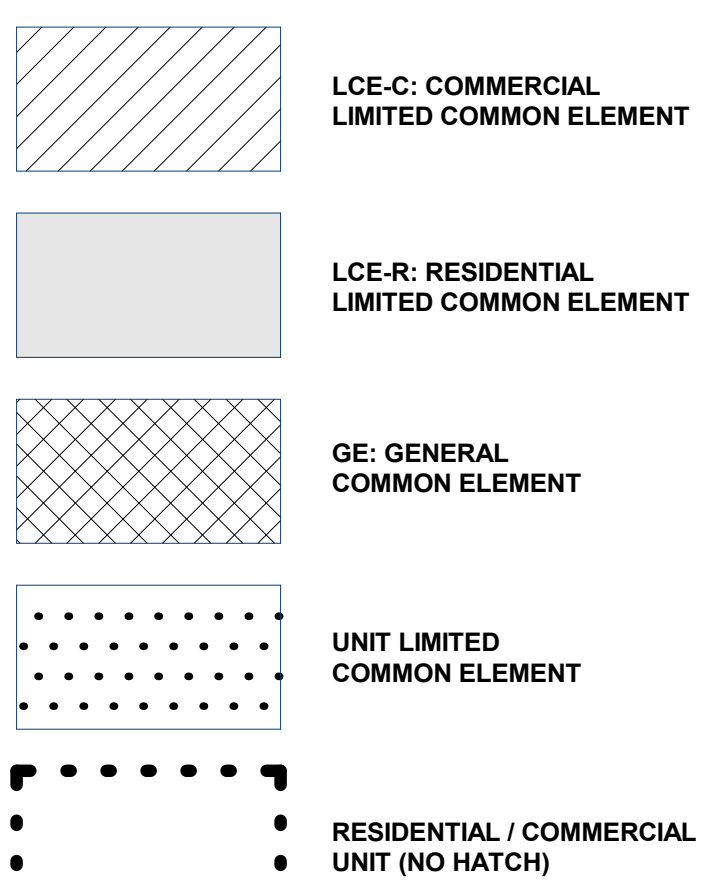 LCE-C: COMMERCIAL
LIMITED COMMON ELEMENT
LCE-R: RESIDENTIAL
LIMITED COMMON ELEMENT
GE: GENERAL
COMMON ELEMENT
UNIT LIMITED
COMMON ELEMENT
RESIDENTIAL / COMMERCIAL
UNIT (NO HATCH)